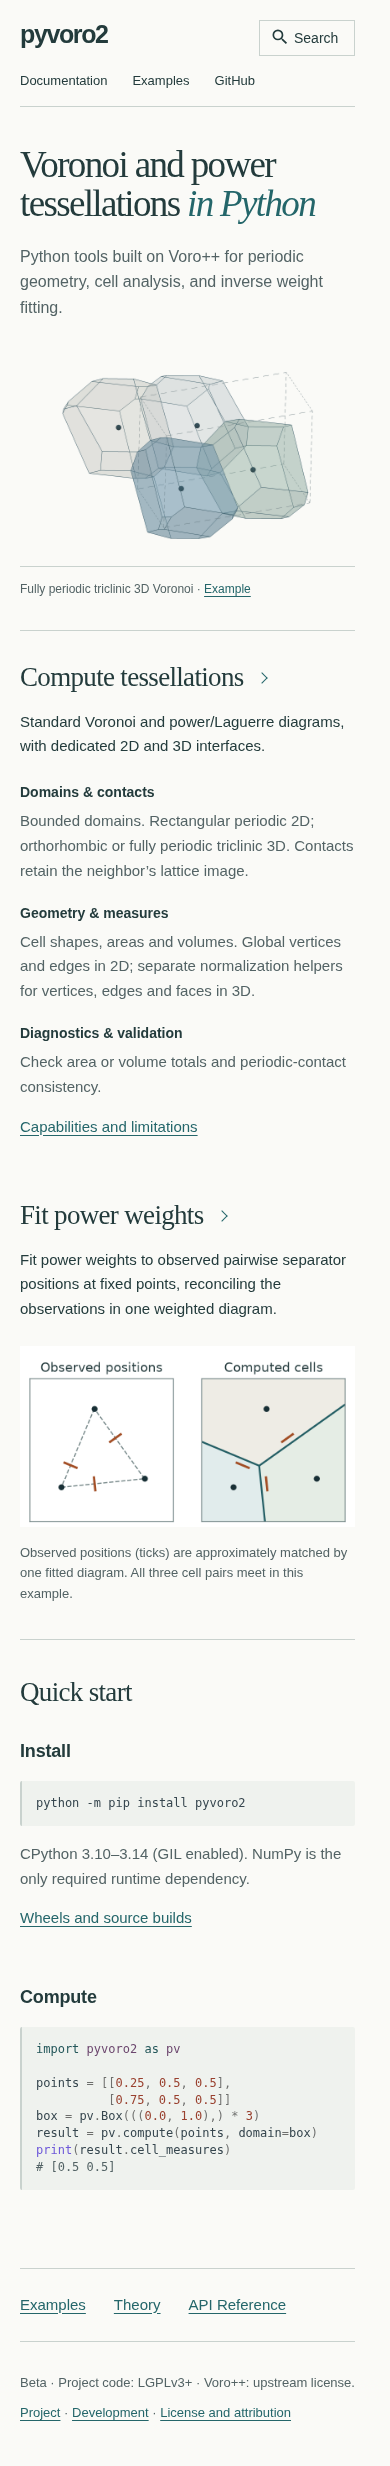 pyvoro2
Search
Documentation Examples GitHub
Voronoi and power
tessellations in Python
Python tools built on Voro++ for periodic
geometry, cell analysis, and inverse weight
fitting.
Fully periodic triclinic 3D Voronoi · Example
Compute tessellations
Standard Voronoi and power/Laguerre diagrams,
with dedicated 2D and 3D interfaces.
Domains & contacts
Bounded domains. Rectangular periodic 2D;
orthorhombic or fully periodic triclinic 3D. Contacts
retain the neighbor’s lattice image.
Geometry & measures
Cell shapes, areas and volumes. Global vertices
and edges in 2D; separate normalization helpers
for vertices, edges and faces in 3D.
Diagnostics & validation
Check area or volume totals and periodic-contact
consistency.
Capabilities and limitations
Fit power weights
Fit power weights to observed pairwise separator
positions at fixed points, reconciling the
observations in one weighted diagram.
Observed positions Computed cells
Observed positions (ticks) are approximately matched by
one fitted diagram. All three cell pairs meet in this
example.
Quick start
Install
python -m pip install pyvoro2
CPython 3.10–3.14 (GIL enabled). NumPy is the
only required runtime dependency.
Wheels and source builds
Compute
import pyvoro2 as pv
points = [[0.25, 0.5, 0.5],
[0.75, 0.5, 0.5]]
box = pv.Box(((0.0, 1.0),) * 3)
result = pv.compute(points, domain=box)
print(result.cell_measures)
# [0.5 0.5]
Examples Theory API Reference
Beta · Project code: LGPLv3+ · Voro++: upstream license.
Project · Development · License and attribution